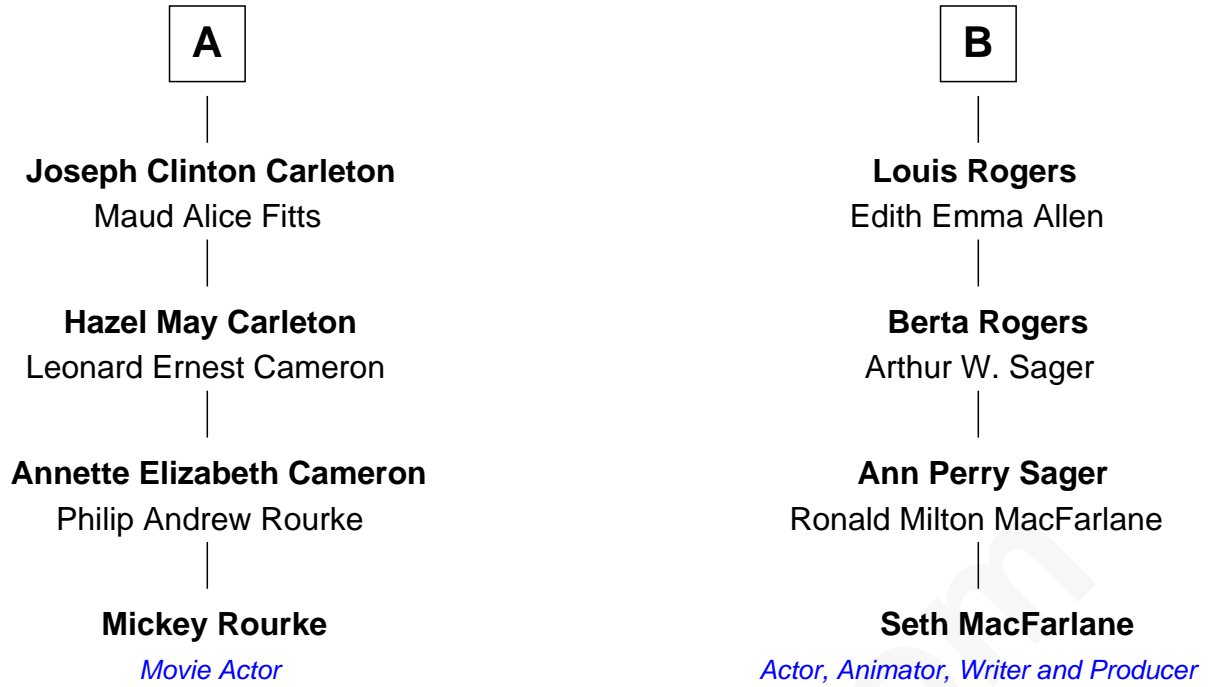 A
B
Joseph Clinton Carleton
Maud Alice Fitts
Louis Rogers
Edith Emma Allen
Hazel May Carleton
Leonard Ernest Cameron
Berta Rogers
Arthur W. Sager
Annette Elizabeth Cameron
Philip Andrew Rourke
Ann Perry Sager
Ronald Milton MacFarlane
Mickey Rourke
Movie Actor
Seth MacFarlane
Actor, Animator, Writer and Producer